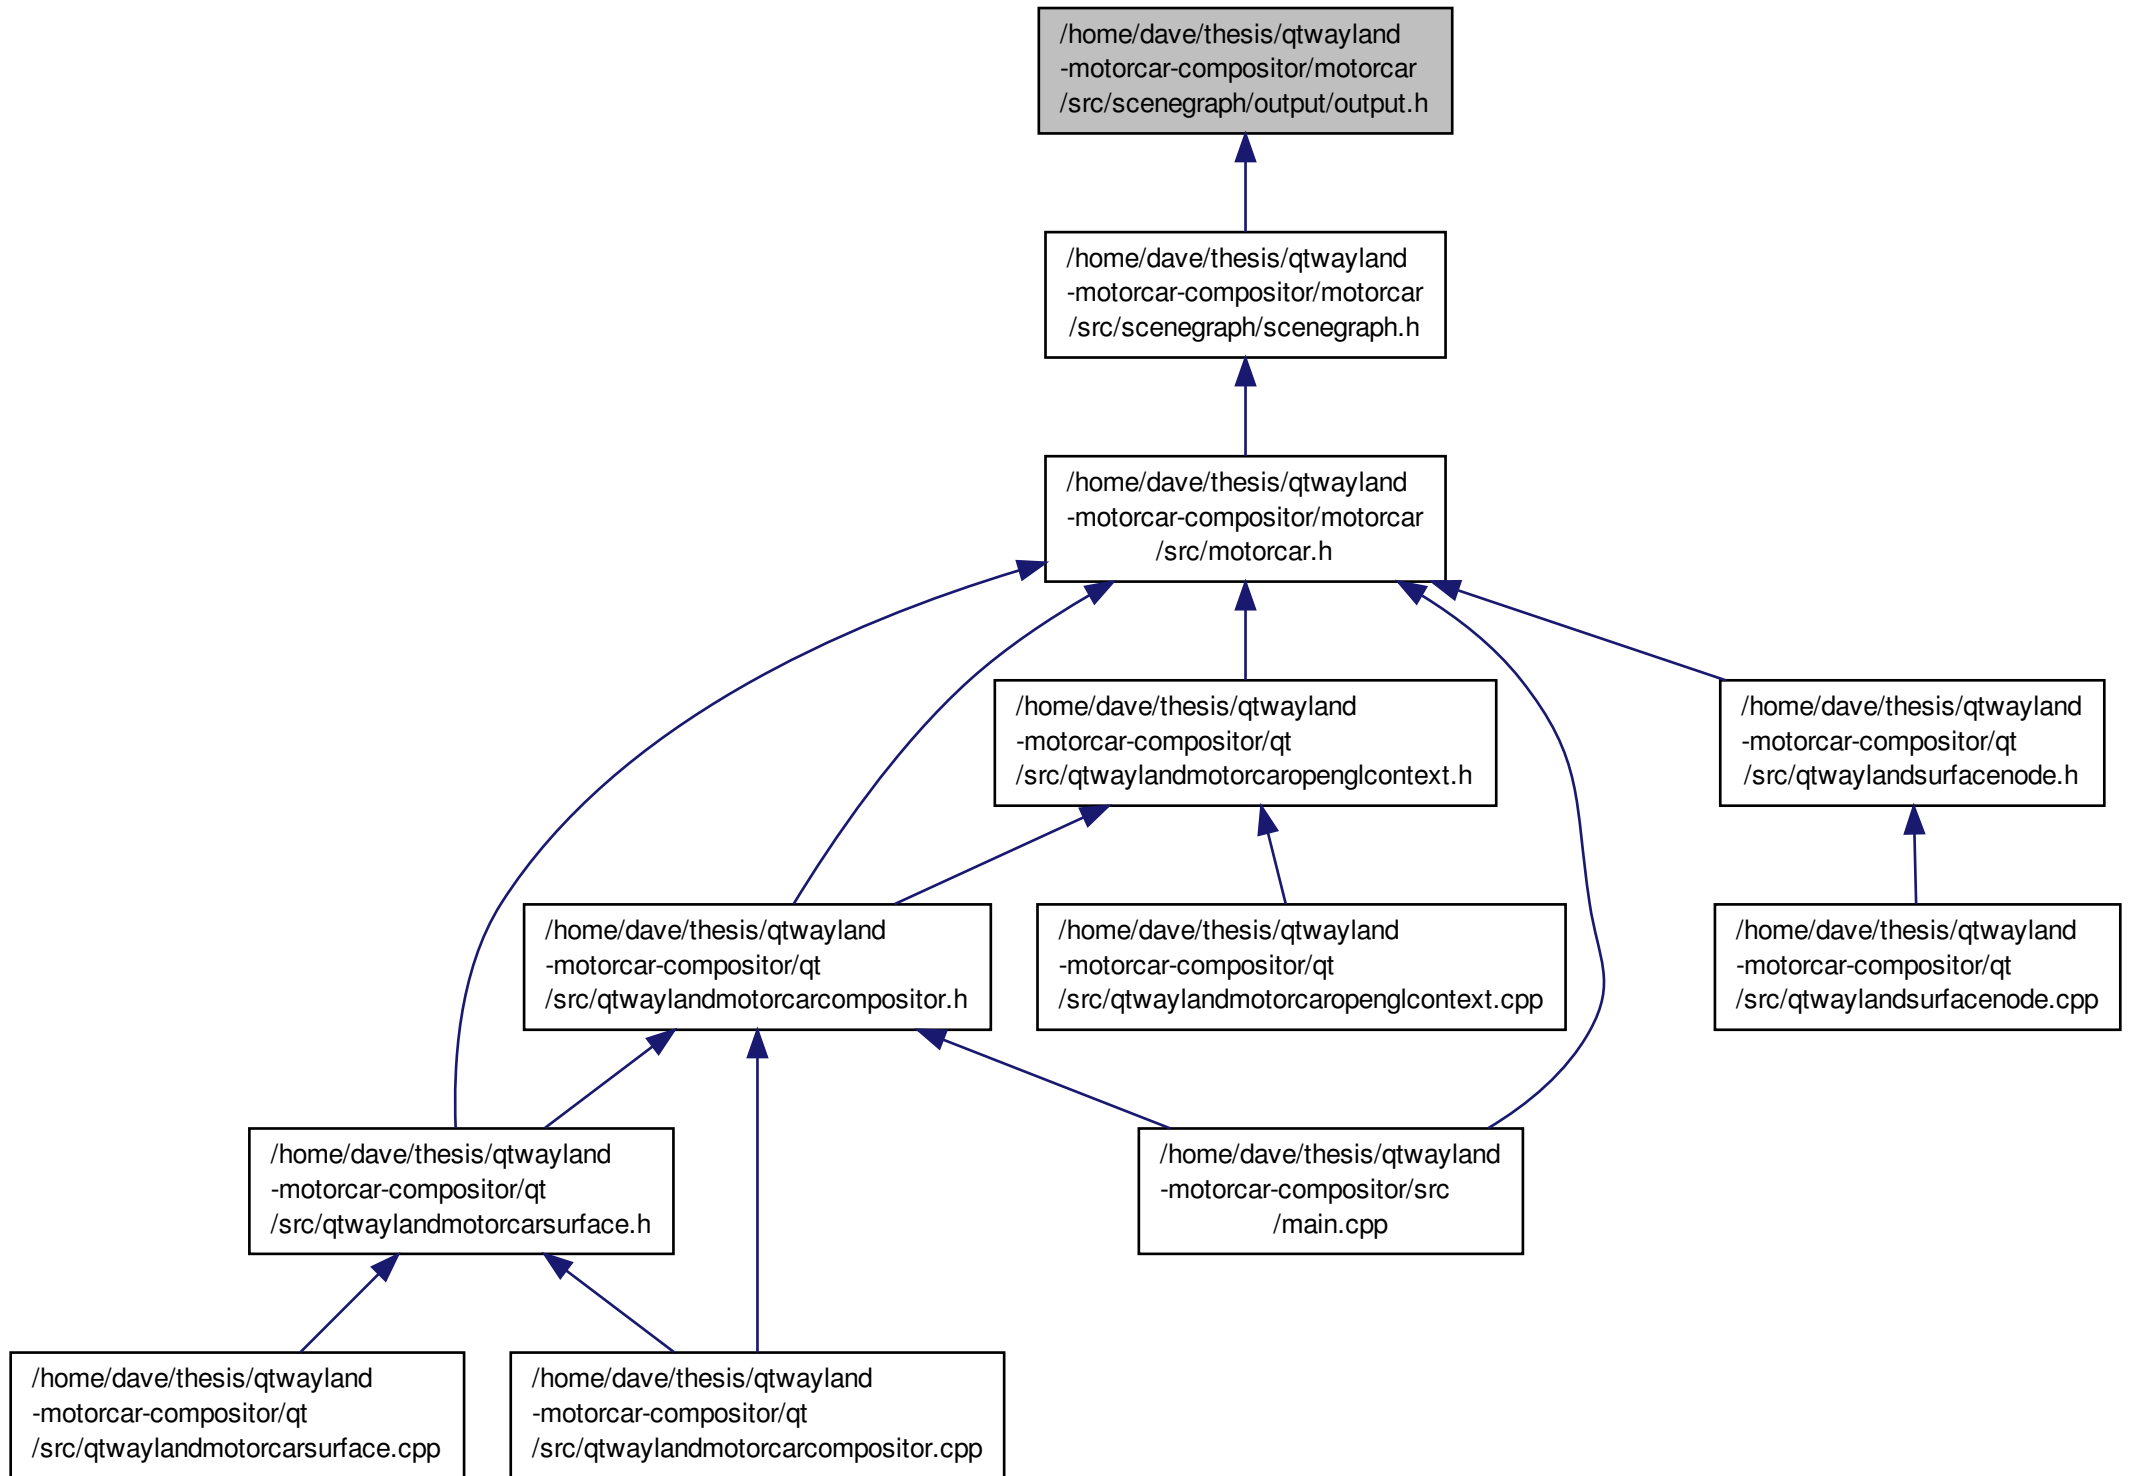 /home/dave/thesis/qtwayland
-motorcar-compositor/motorcar
/src/scenegraph/output/output.h
/home/dave/thesis/qtwayland
-motorcar-compositor/motorcar
/src/scenegraph/scenegraph.h
/home/dave/thesis/qtwayland
-motorcar-compositor/motorcar
/src/motorcar.h
/home/dave/thesis/qtwayland
-motorcar-compositor/qt
/src/qtwaylandmotorcaropenglcontext.h
/home/dave/thesis/qtwayland
-motorcar-compositor/qt
/src/qtwaylandsurfacenode.h
/home/dave/thesis/qtwayland
-motorcar-compositor/qt
/src/qtwaylandmotorcarcompositor.h
/home/dave/thesis/qtwayland
-motorcar-compositor/qt
/src/qtwaylandmotorcaropenglcontext.cpp
/home/dave/thesis/qtwayland
-motorcar-compositor/qt
/src/qtwaylandsurfacenode.cpp
/home/dave/thesis/qtwayland
-motorcar-compositor/qt
/src/qtwaylandmotorcarsurface.h
/home/dave/thesis/qtwayland
-motorcar-compositor/src
/main.cpp
/home/dave/thesis/qtwayland
-motorcar-compositor/qt
/src/qtwaylandmotorcarsurface.cpp
/home/dave/thesis/qtwayland
-motorcar-compositor/qt
/src/qtwaylandmotorcarcompositor.cpp